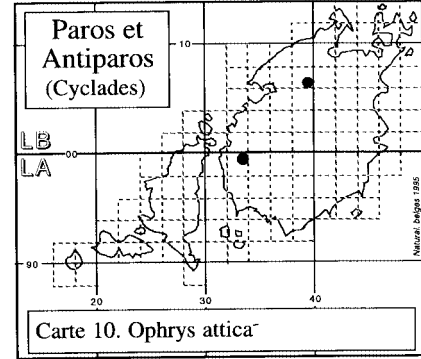 Paros et
Antiparos
(Cyclades)
10
LB
00
LA
90
20
30
40
Natural. belges 1995
Carte 10. Ophrys attica